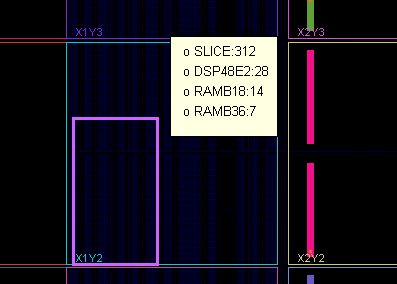 X1Y3
X2Y3
o SLICE:312
o DSP48E2:28
o RAMB18:14
o RAMB36:7
X1Y2
X2Y2